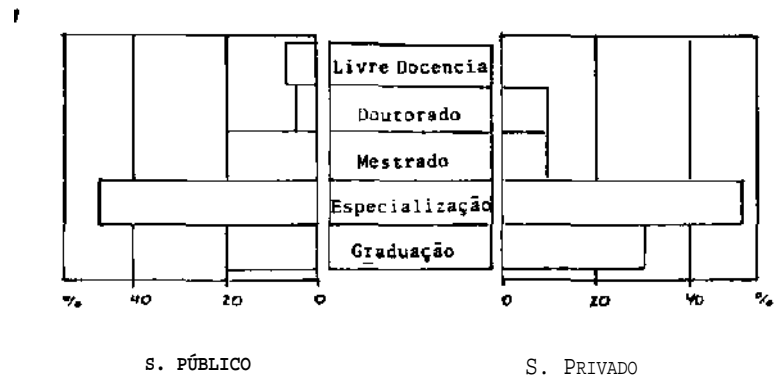 Livre Docencia
Doutorado
Mestrado
Especialização
Graduação
% 40 20 0 0 20 40 %
S. PÚBLICO S. PRIVADO